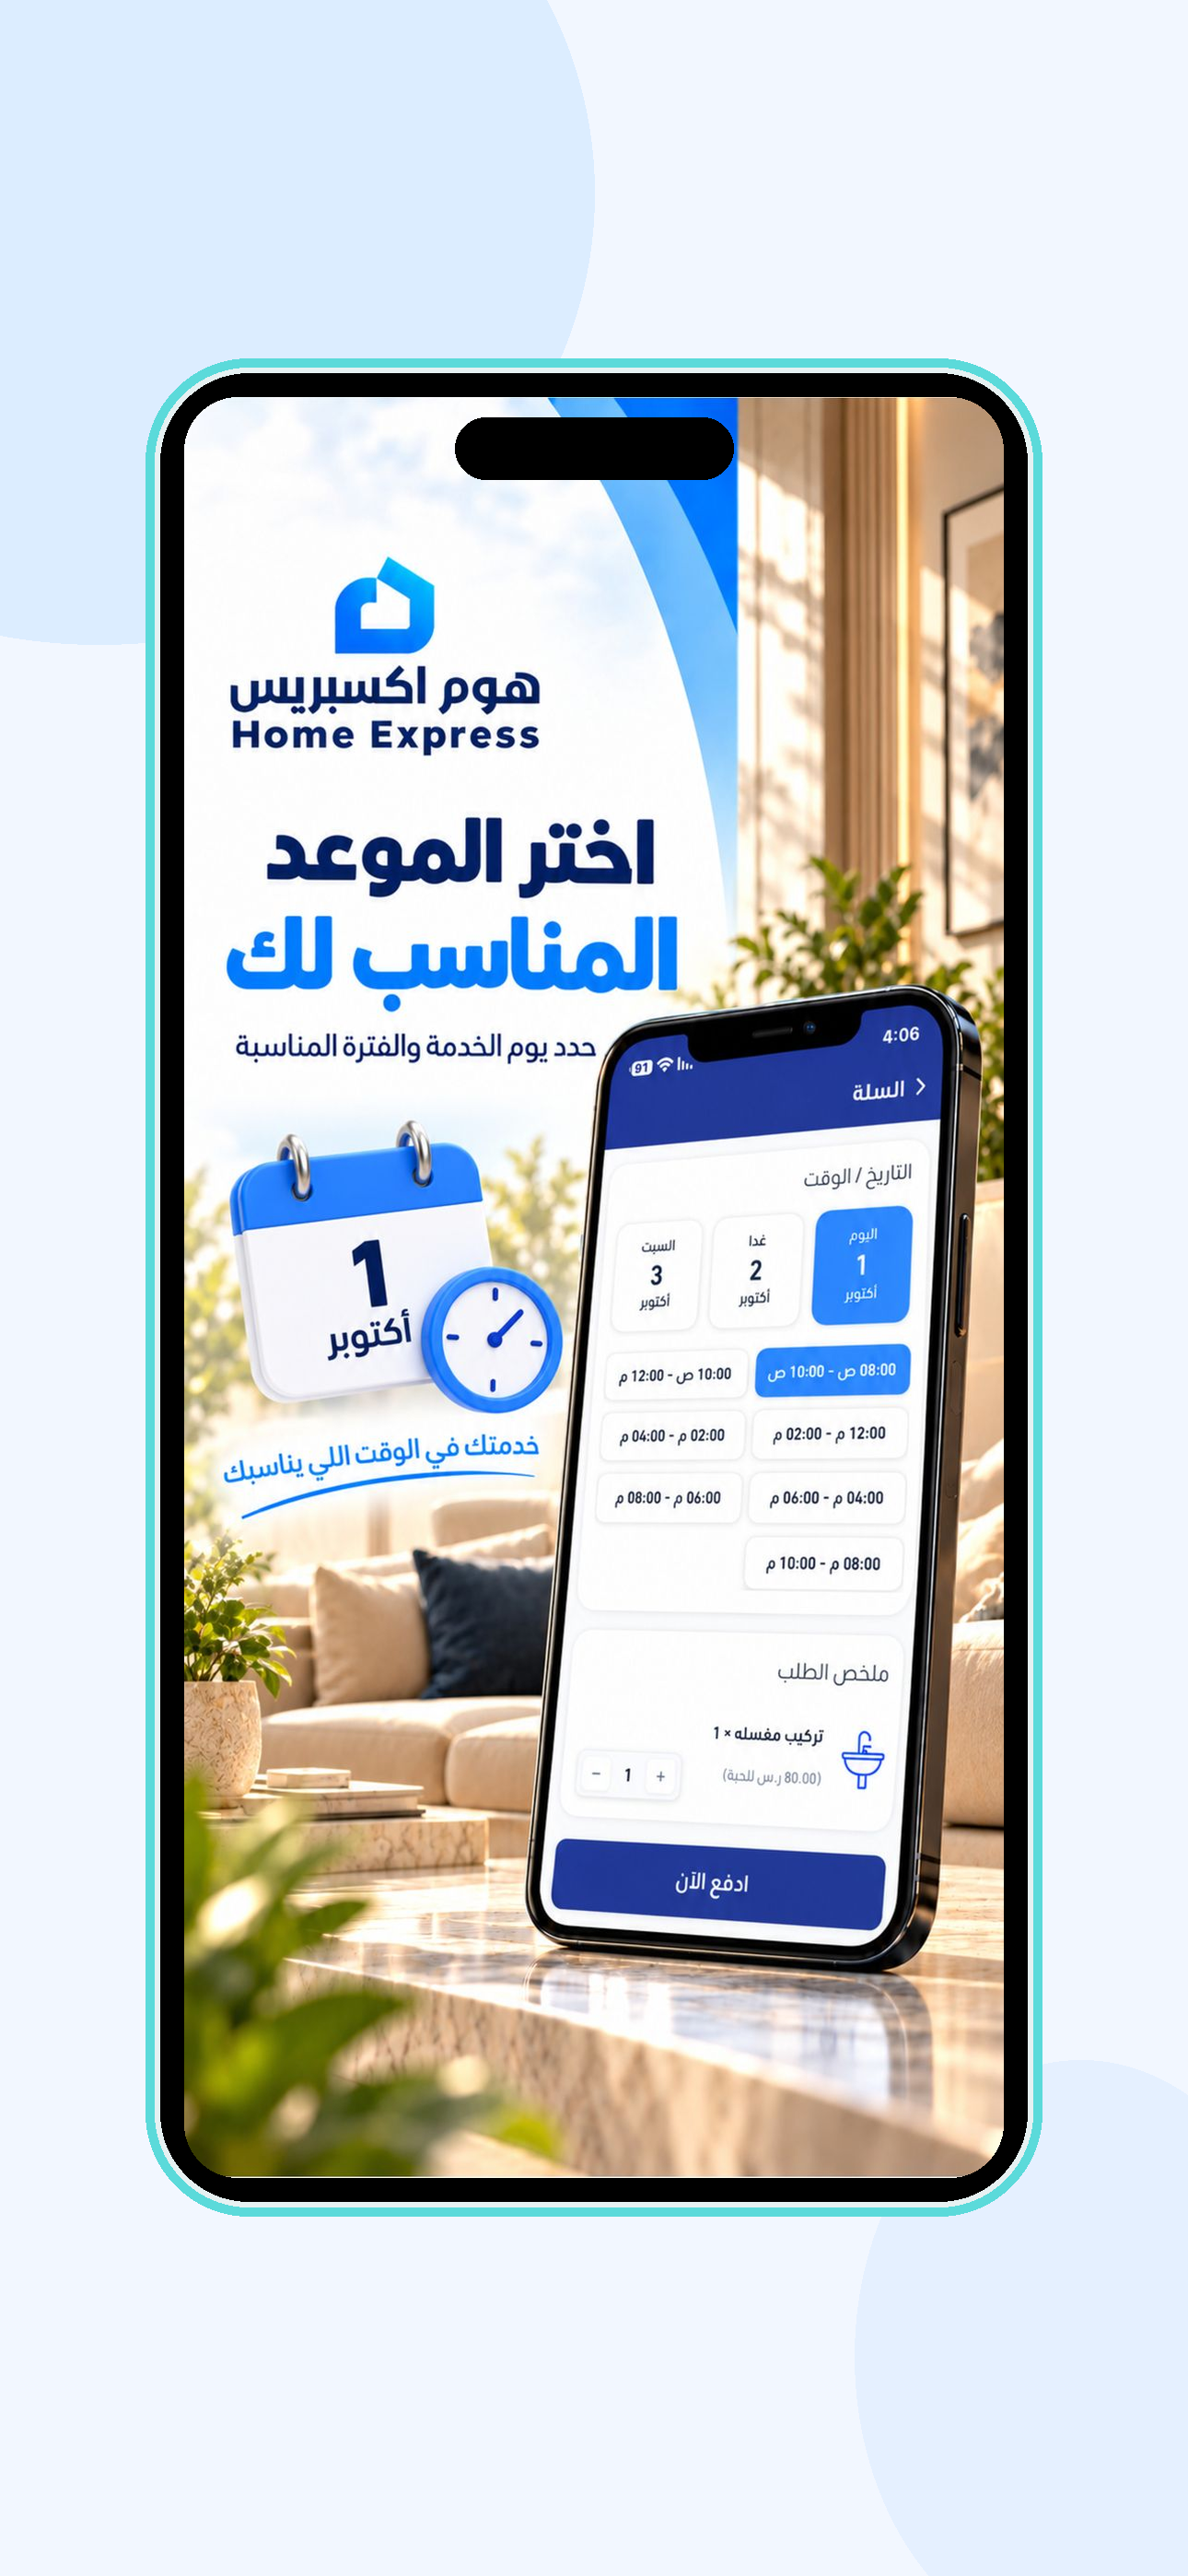 هوم اكسبريس
Home Express
اختر الموعد
المناسب لك
حدد يوم الخدمة والفترة المناسبة
1
أكتوبر
خدمتك في الوقت اللي يناسبك
4:06
91
السلة
التاريخ / الوقت
اليوم
1
أكتوبر
غدا
2
أكتوبر
السبت
3
أكتوبر
08:00 ص - 10:00 ص
10:00 ص - 12:00 م
12:00 م - 02:00 م
02:00 م - 04:00 م
04:00 م - 06:00 م
06:00 م - 08:00 م
08:00 م - 10:00 م
ملخص الطلب
تركيب مغسله × 1
(80.00 ر.س للحبة)
+ 1 −
ادفع الآن